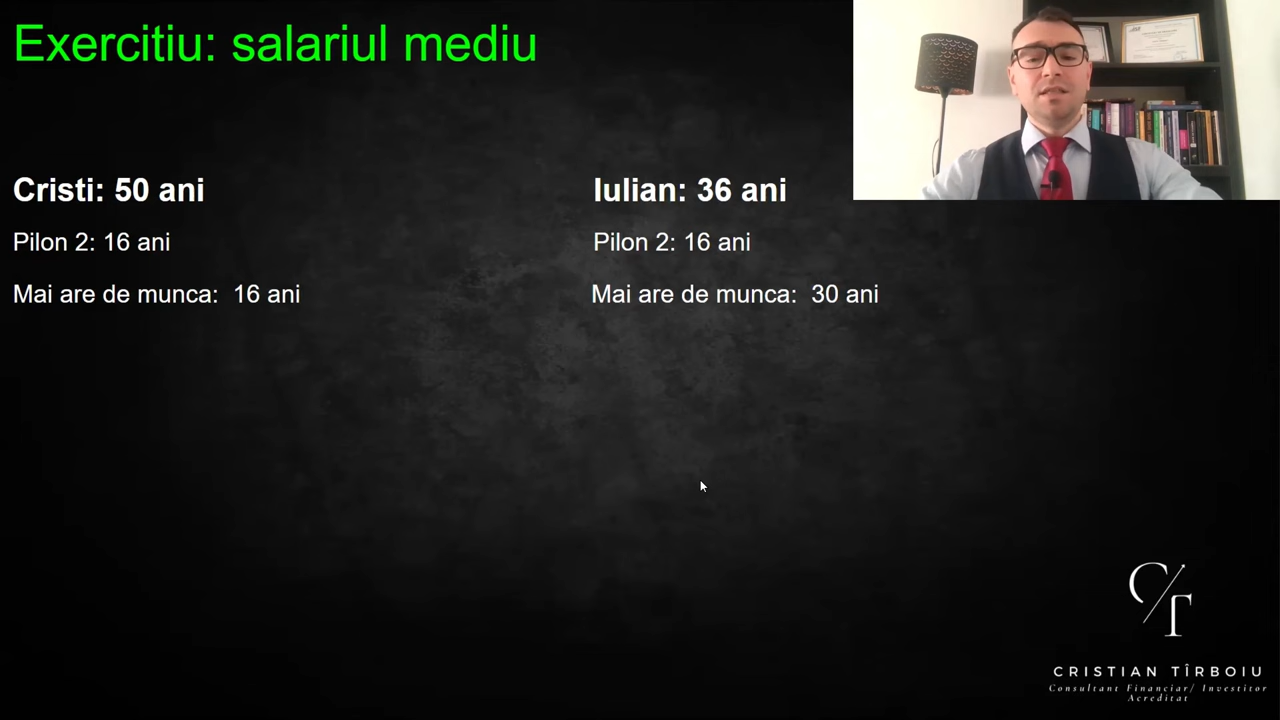 Exercitiu: salariul mediu
Cristi: 50 ani
Pilon 2: 16 ani
Mai are de munca: 16 ani
Iulian: 36 ani
Pilon 2: 16 ani
Mai are de munca: 30 ani
CT
CRISTIAN TÎRBOIU
Consultant Financiar/ Investitor
Acreditat